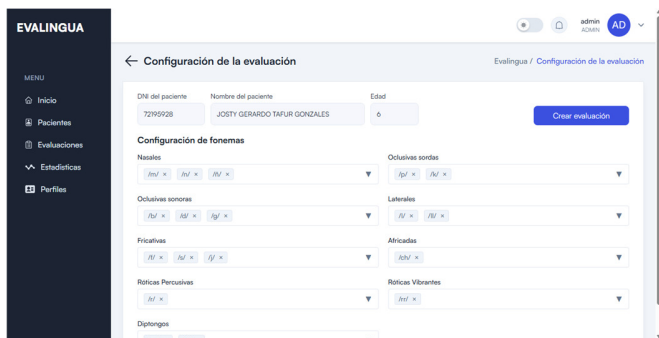 EVALINGUA
admin
ADMIN
AD
Configuración de la evaluación
Evalingua / Configuración de la evaluación
MENU
Inicio
Pacientes
Evaluaciones
Estadísticas
Perfiles
DNI del paciente
Nombre del paciente
Edad
72195928
JOSTY GERARDO TAFUR GONZALES
6
Crear evaluación
Configuración de fonemas
Nasales
Oclusivas sordas
/m/ × /n/ × /ñ/ ×
/p/ × /k/ ×
Oclusivas sonoras
Laterales
/b/ × /d/ × /g/ ×
/l/ × /ll/ ×
Fricativas
Africadas
/f/ × /s/ × /j/ ×
/ch/ ×
Róticas Percusivas
Róticas Vibrantes
/r/ ×
/rr/ ×
Diptongos